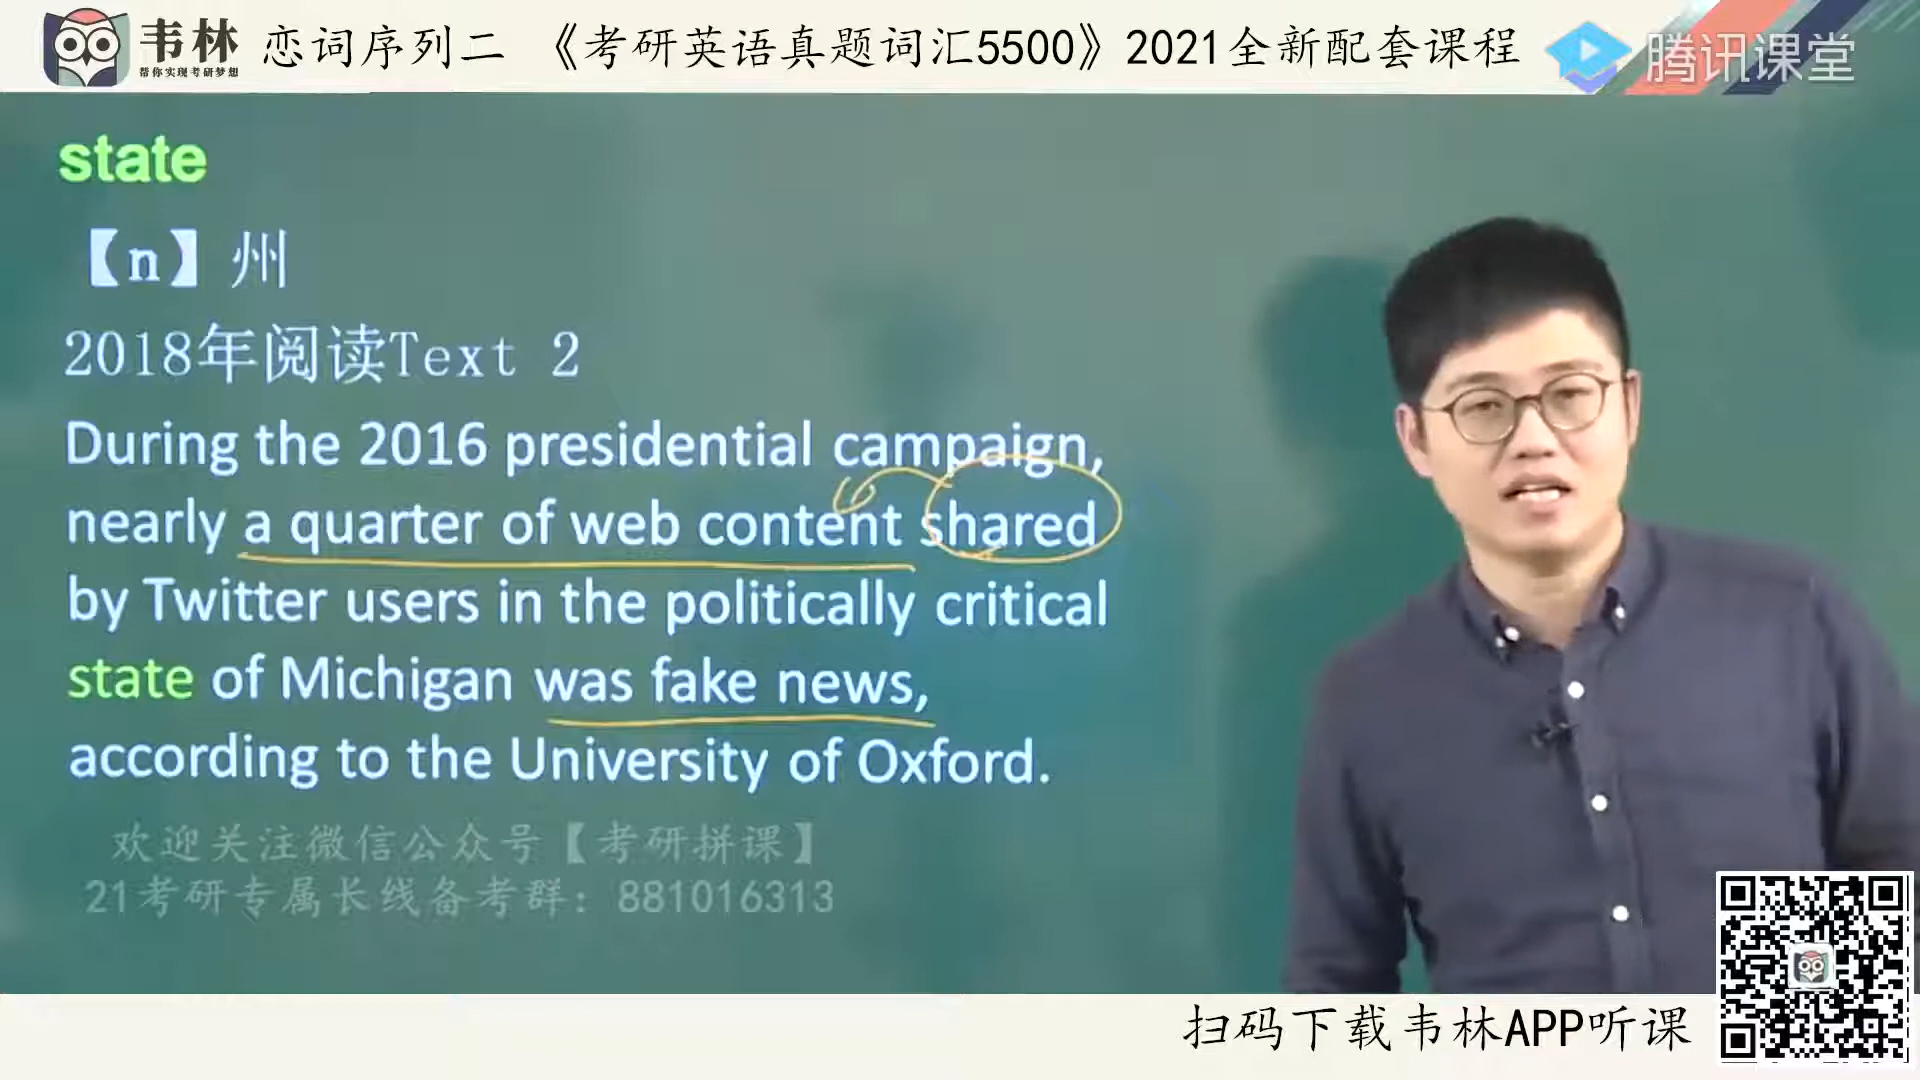 韦林
帮你实现考研梦想
恋词序列二 《考研英语真题词汇5500》2021全新配套课程
腾讯课堂
state
【n】州
2018年阅读Text 2
During the 2016 presidential campaign,
nearly a quarter of web content shared
by Twitter users in the politically critical
state of Michigan was fake news,
according to the University of Oxford.
欢迎关注微信公众号【考研拼课】
21考研专属长线备考群：881016313
扫码下载韦林APP听课